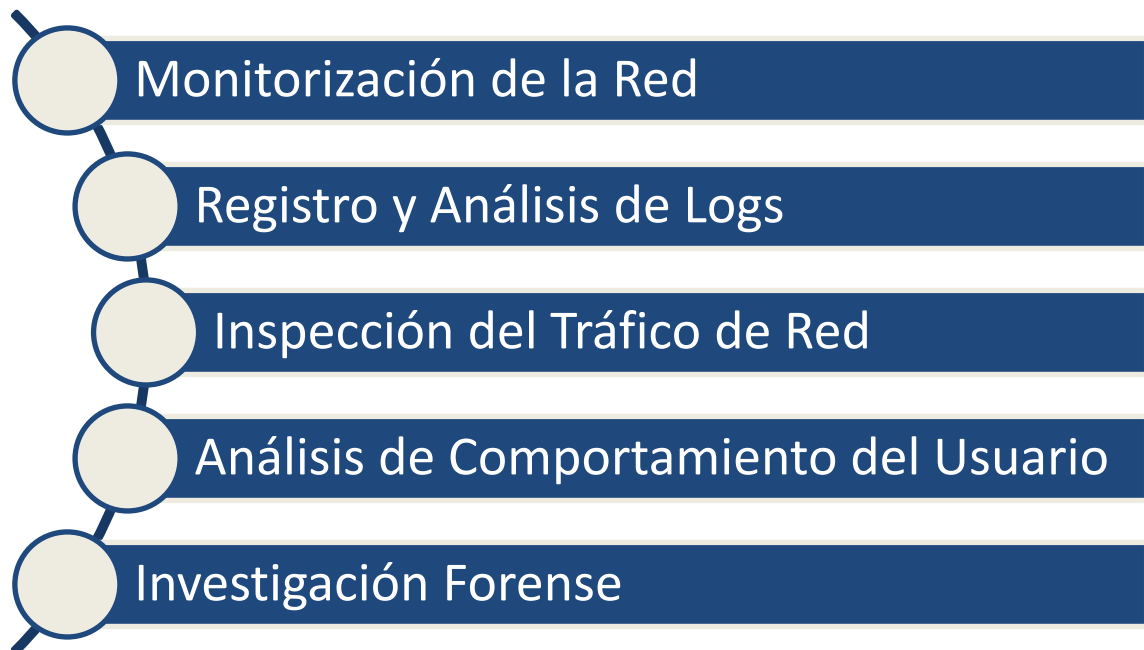 Monitorización de la Red
Registro y Análisis de Logs
Inspección del Tráfico de Red
Análisis de Comportamiento del Usuario
Investigación Forense